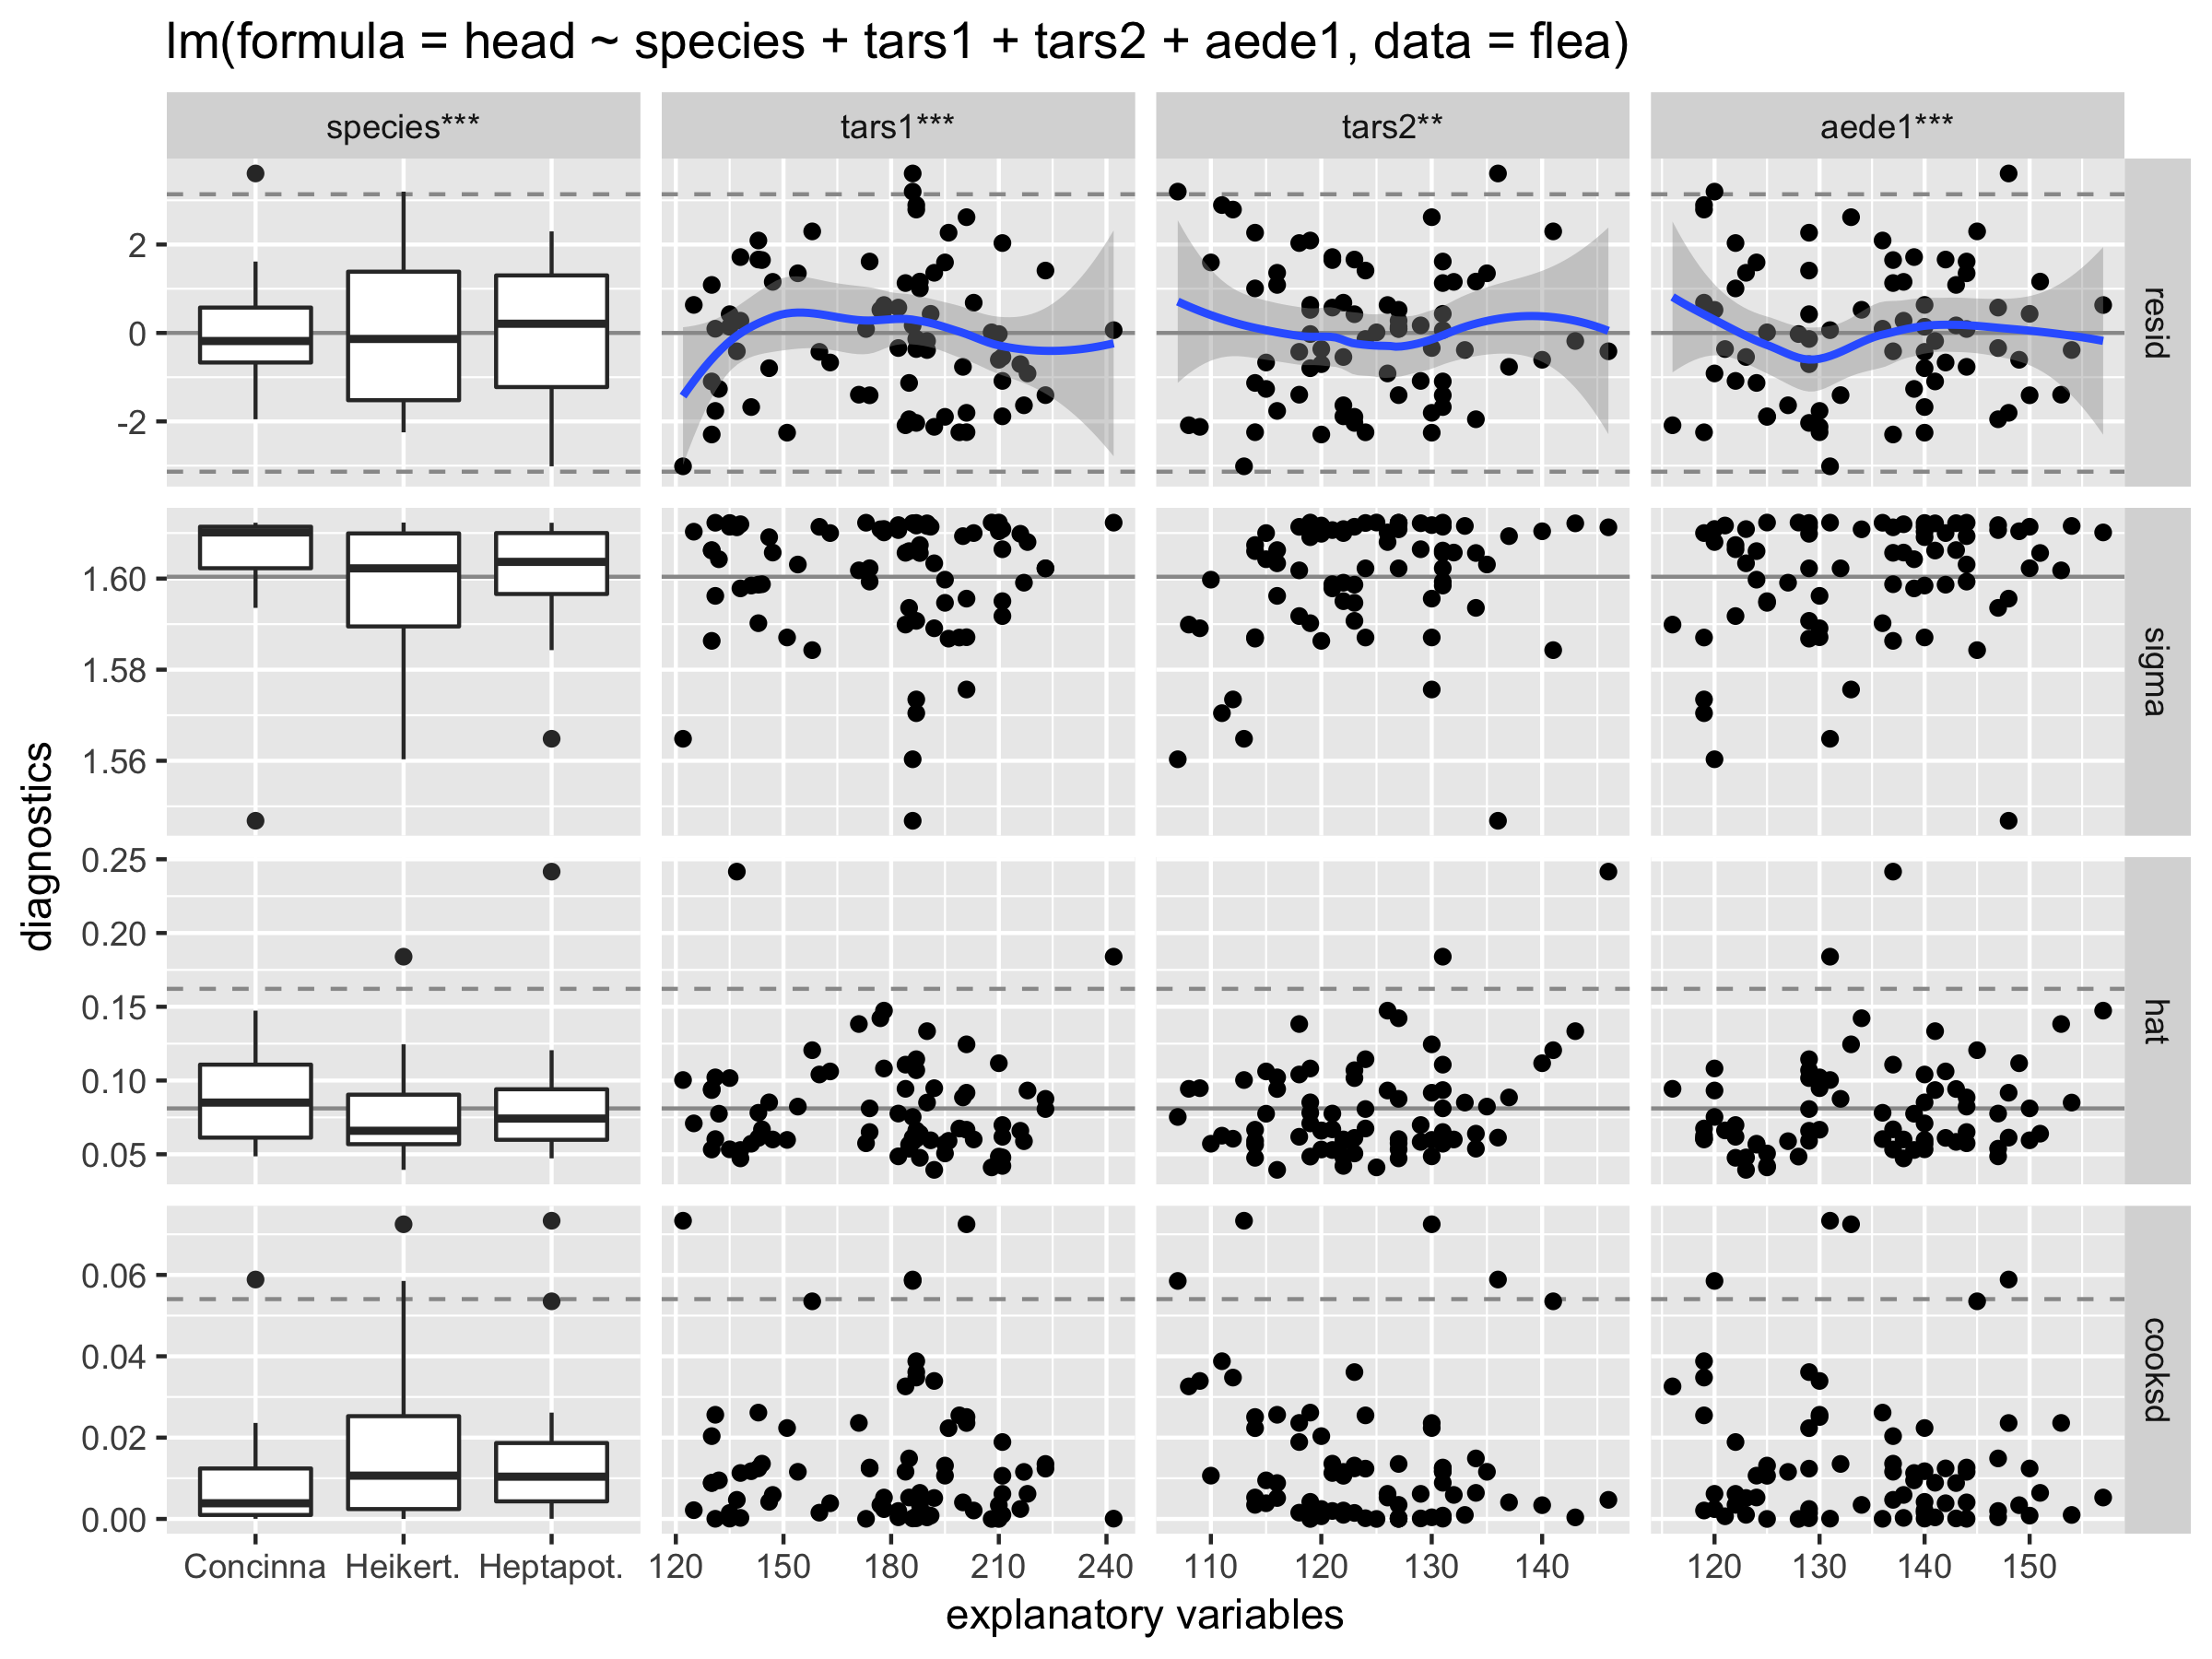 lm(formula = head ~ species + tars1 + tars2 + aede1, data = flea)
species*** tars1*** tars2** aede1***
2
0
-2
resid
1.60
1.58
1.56
sigma
0.25
0.20
0.15
0.10
0.05
hat
0.06
0.04
0.02
0.00
cooksd
diagnostics
Concinna Heikert. Heptapot. 120 150 180 210 240 110 120 130 140 120 130 140 150
explanatory variables